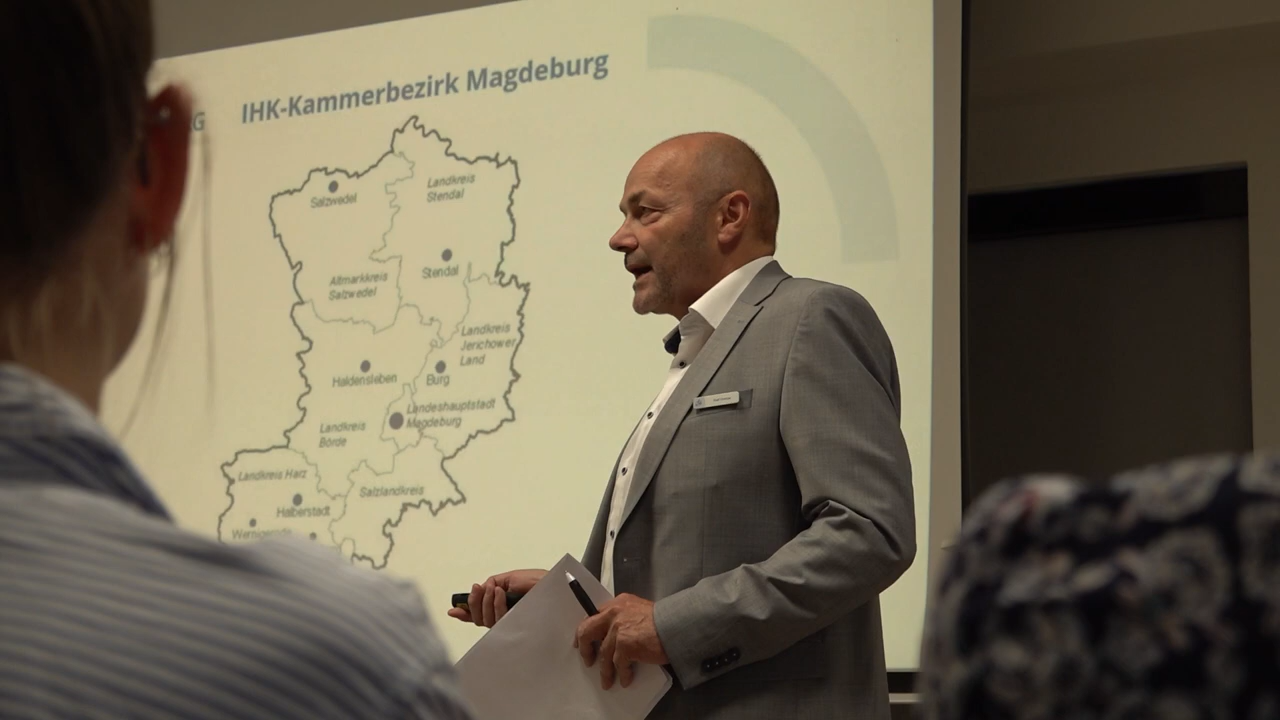 IHK-Kammerbezirk Magdeburg
Salzwedel
Landkreis
Stendal
Stendal
Altmarkkreis
Salzwedel
Landkreis
Jerichower
Land
Haldensleben
Burg
Landeshauptstadt
Magdeburg
Landkreis
Börde
Landkreis Harz
Salzlandkreis
Halberstadt
Wernigerode